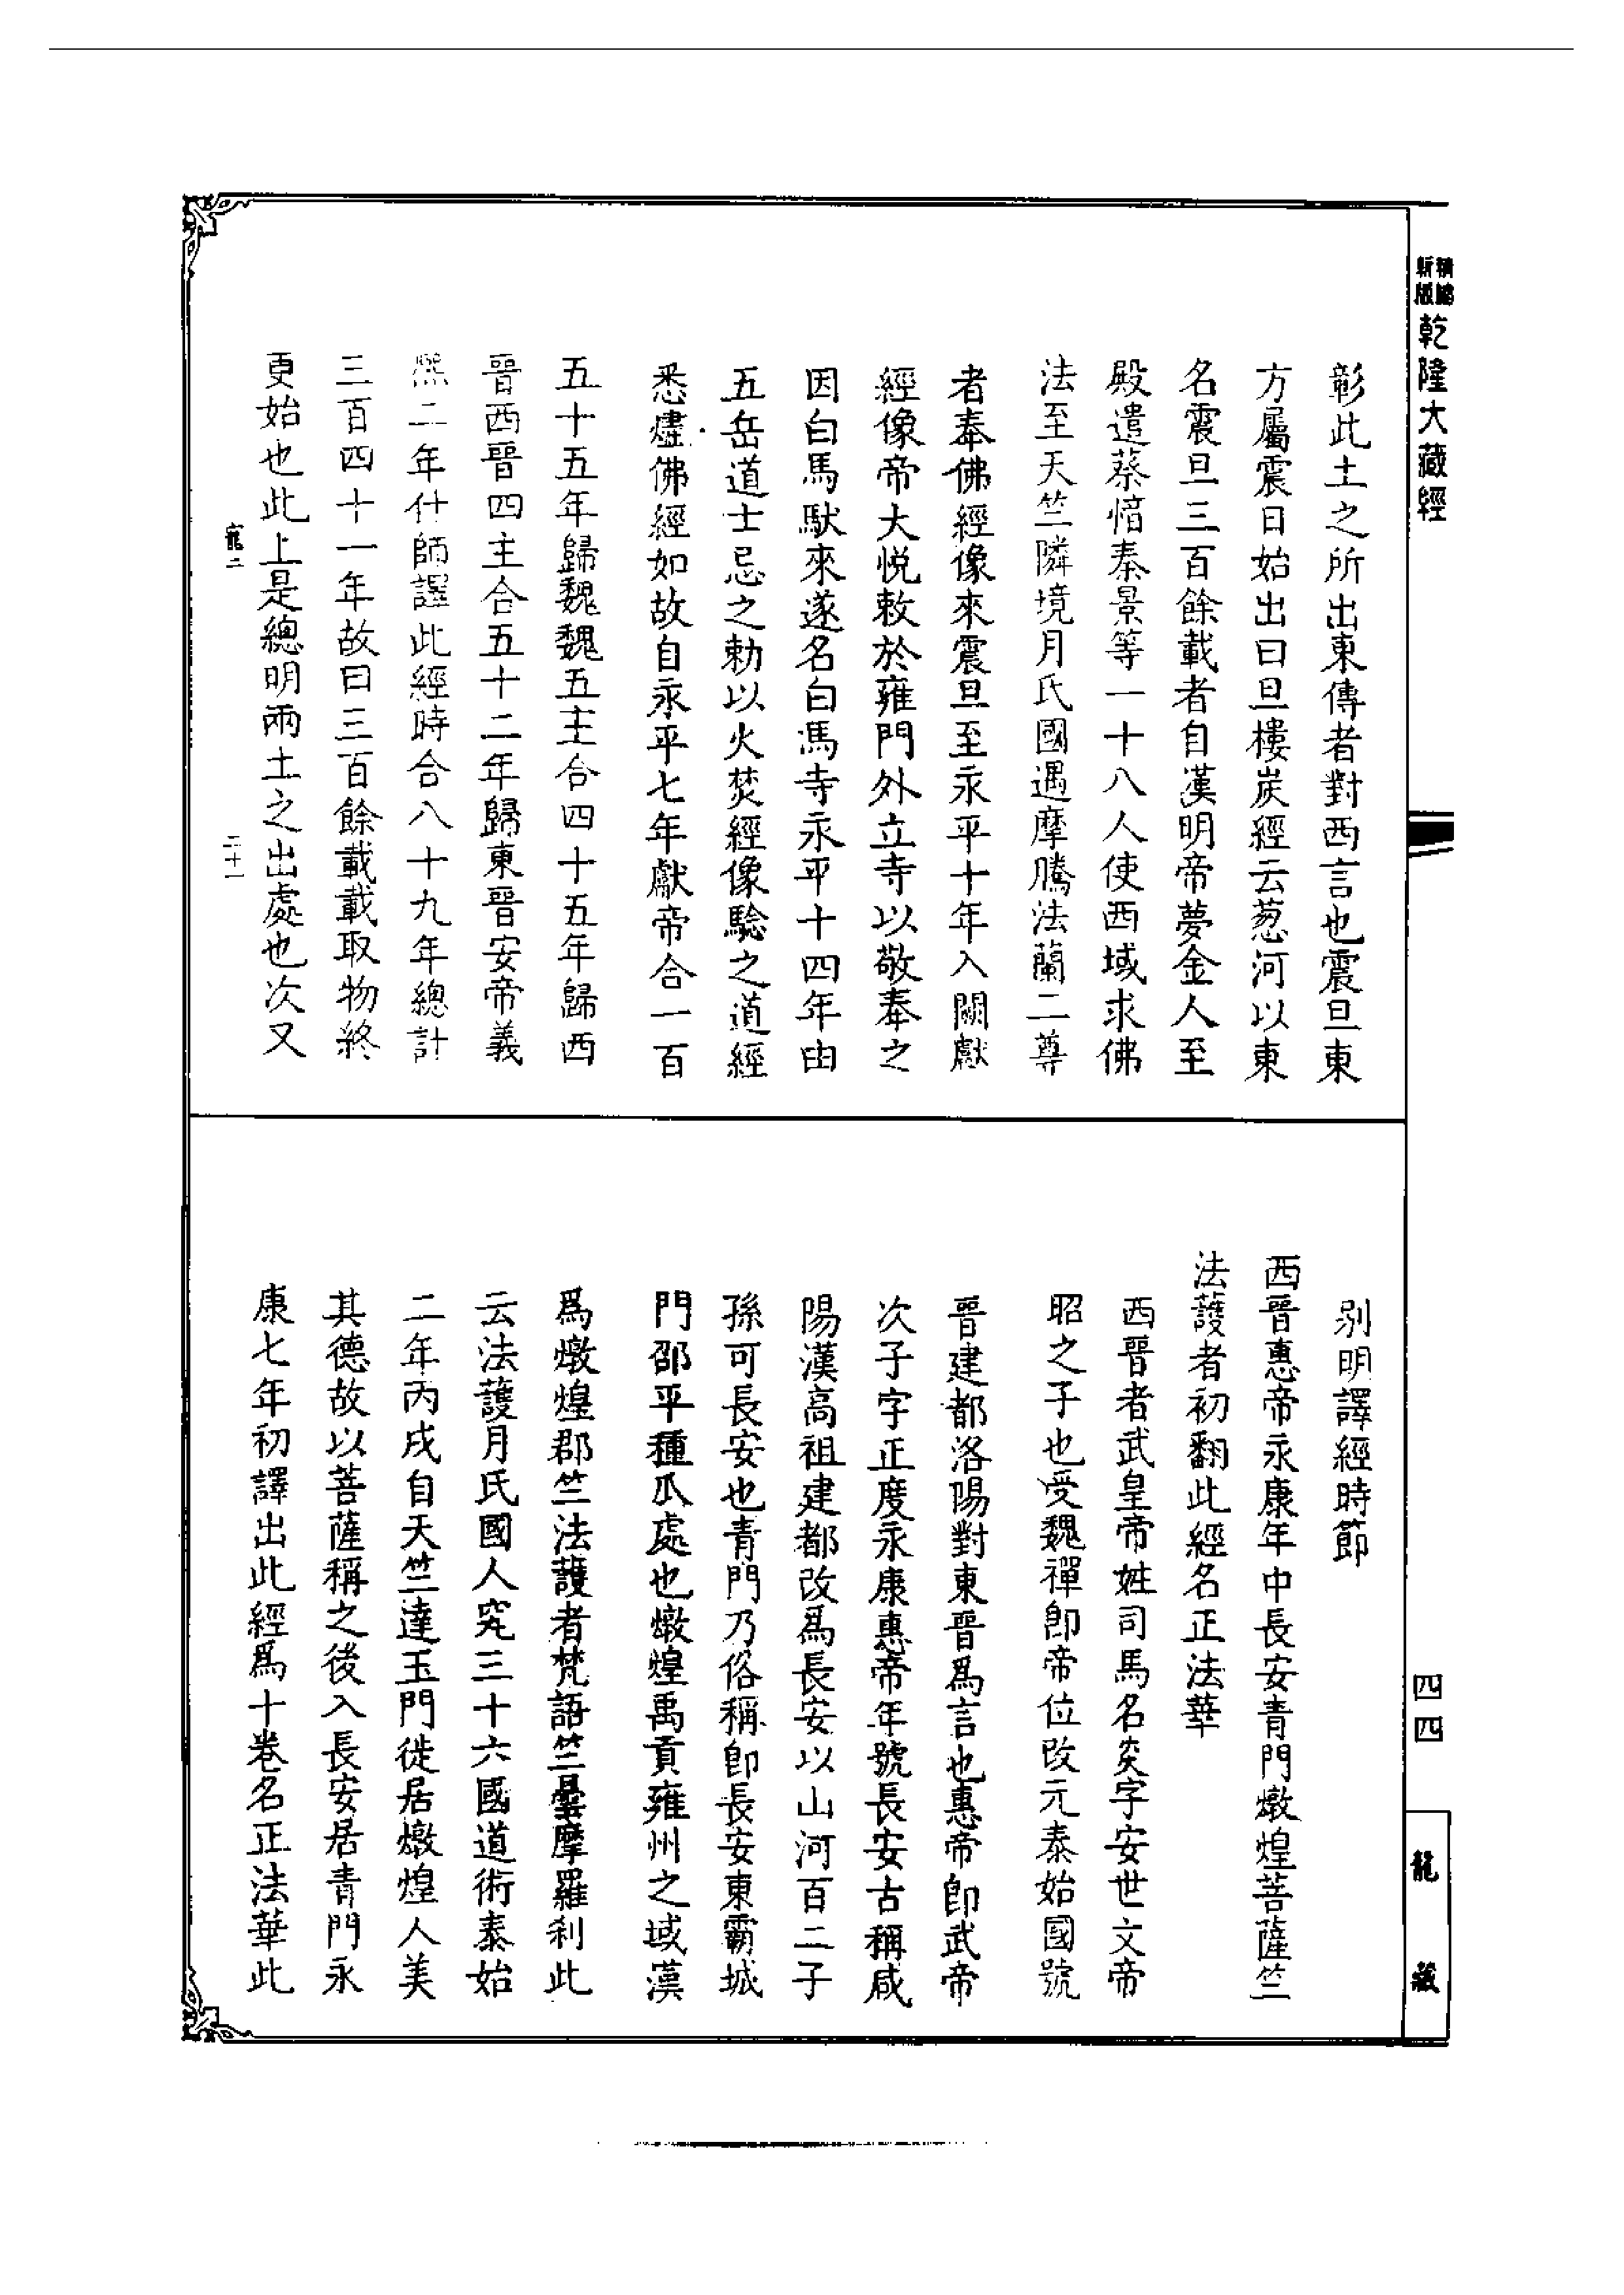 精縮新版乾隆大藏經
彰此土之所出東傳者對西言也震旦東
方屬震日始出曰旦樓炭經云葱河以東
名震旦三百餘載者自漢明帝夢金人至
殿遣蔡愔秦景等一十八人使西域求佛
法至天竺隣境月氏國遇摩騰法蘭二尊
者奉佛經像來震旦至永平十年入闕獻
經像帝大悅敕於雍門外立寺以敬奉之
因白馬馱來遂名白馬寺永平十四年由
五岳道士忌之勅以火焚經像驗之道經
悉燼佛經如故自永平七年獻帝合一百
五十五年歸魏魏五主合四十五年歸西
晉西晉四主合五十二年歸東晉安帝義
熈二年什師譯此經時合八十九年總計
三百四十一年故曰三百餘載載取物終
更始也此上是總明兩土之出處也次又
寵二
二十一
別明譯經時節
西晉惠帝永康年中長安青門燉煌菩薩竺
法護者初翻此經名正法華
西晉者武皇帝姓司馬名炎字安世文帝
昭之子也受魏禪卽帝位改元泰始國號
晉建都洛陽對東晉爲言也惠帝卽武帝
次子字正度永康惠帝年號長安古稱咸
陽漢高祖建都改爲長安以山河百二子
孫可長安也青門乃俗稱卽長安東霸城
門邵平種瓜處也燉煌禹貢雍州之域漢
爲燉煌郡竺法護者梵語竺曇摩羅刹此
云法護月氏國人究三十六國道術泰始
二年丙戌自天竺達玉門徙居燉煌人美
其德故以菩薩稱之後入長安居青門永
康七年初譯出此經爲十卷名正法華此
四四
龍藏